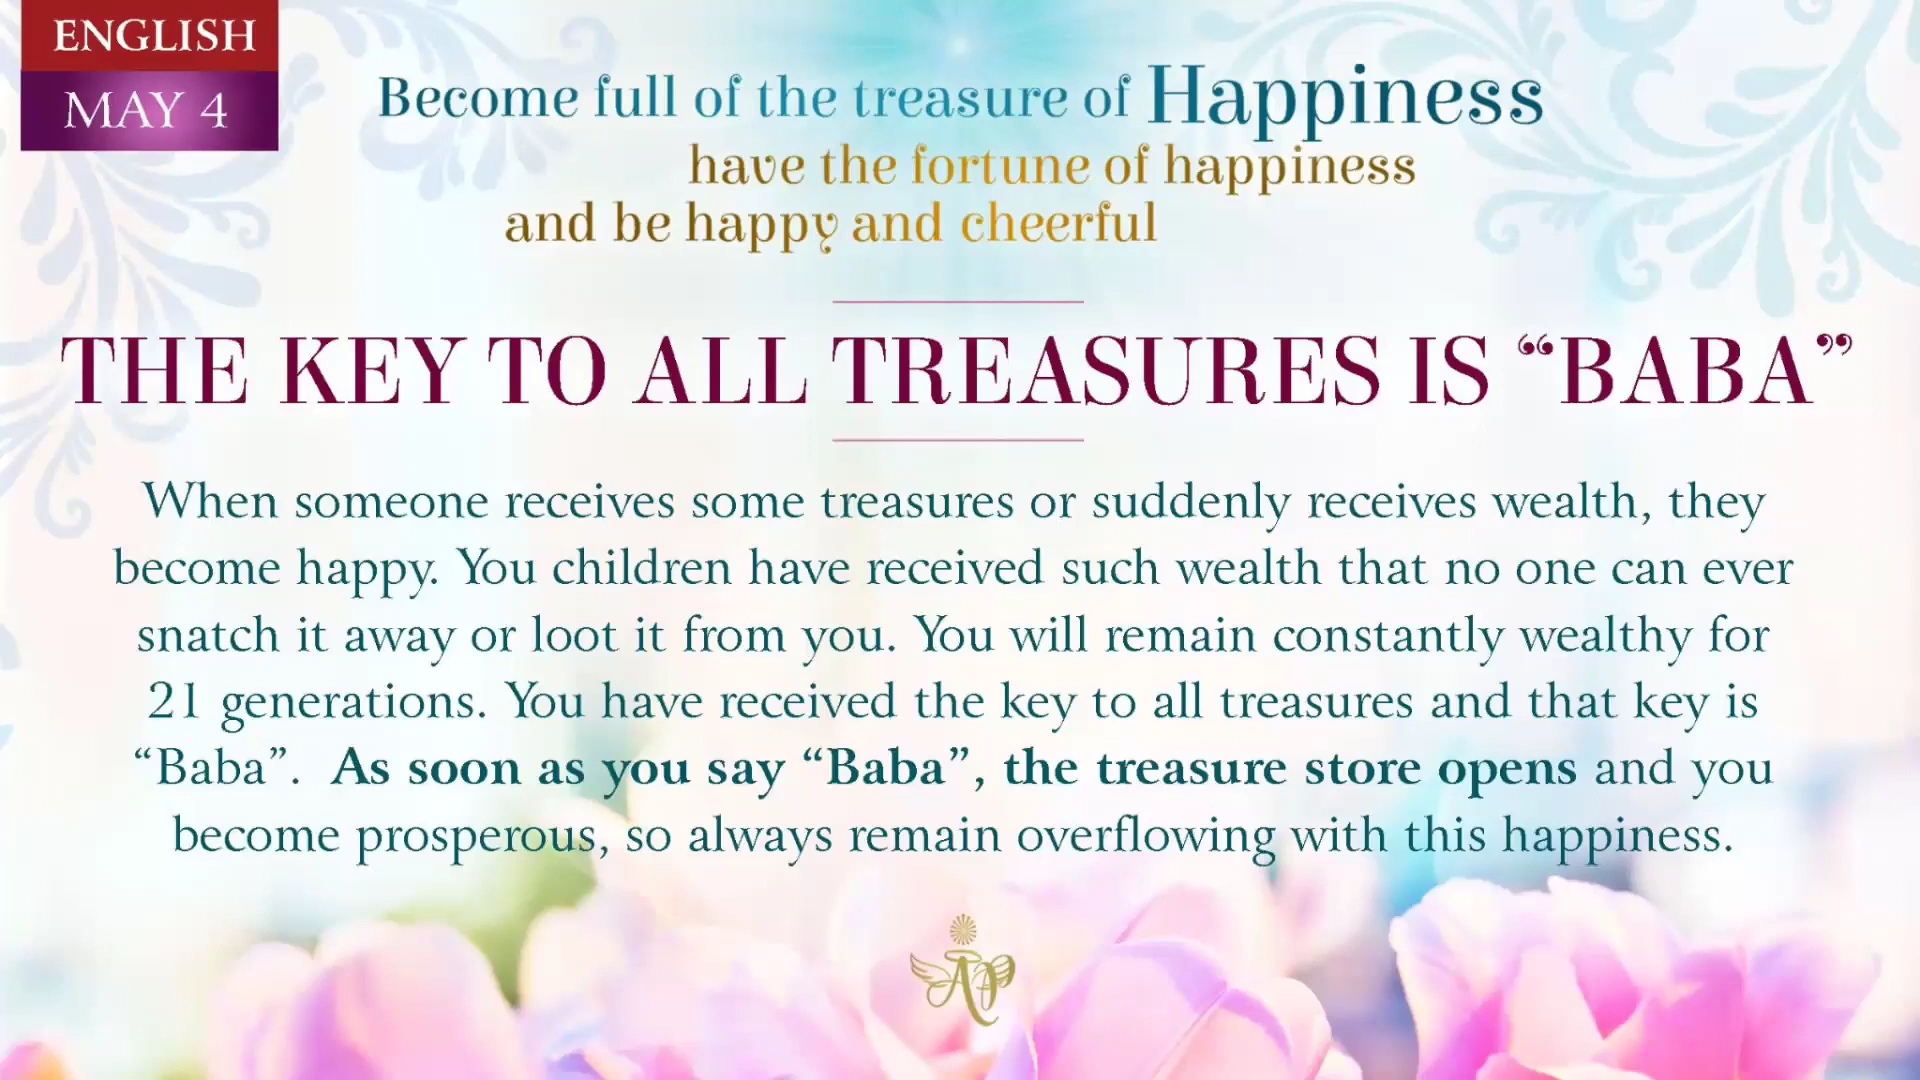 ENGLISH
MAY 4
Become full of the treasure of Happiness
have the fortune of happiness
and be happy and cheerful
THE KEY TO ALL TREASURES IS “BABA”
When someone receives some treasures or suddenly receives wealth, they
become happy. You children have received such wealth that no one can ever
snatch it away or loot it from you. You will remain constantly wealthy for
21 generations. You have received the key to all treasures and that key is
“Baba”. As soon as you say “Baba”, the treasure store opens and you
become prosperous, so always remain overflowing with this happiness.